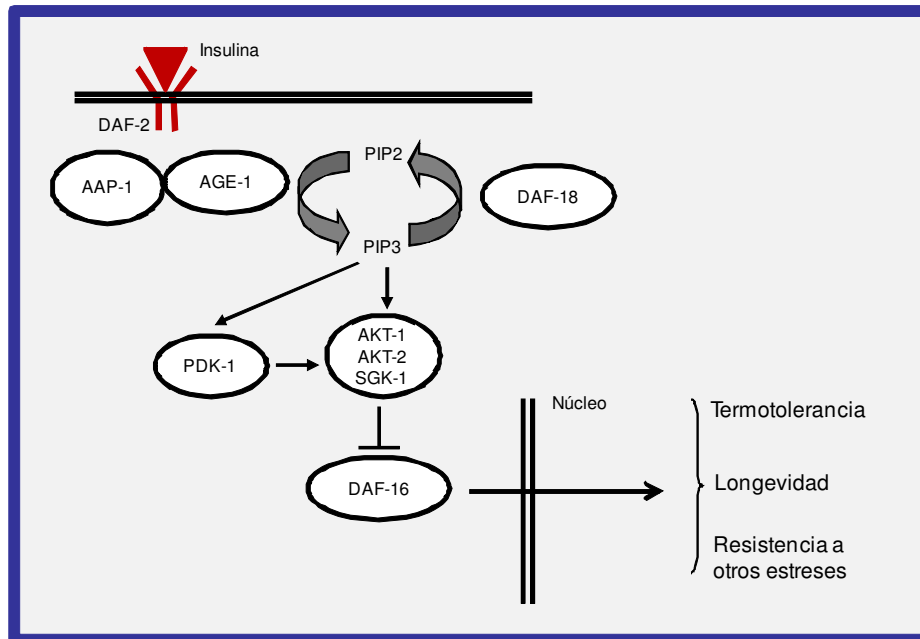 Insulina
DAF-2
AAP-1
AGE-1
PIP2
DAF-18
PIP3
PDK-1
AKT-1
AKT-2
SGK-1
DAF-16
Núcleo
Termotolerancia
Longevidad
Resistencia a
otros estreses